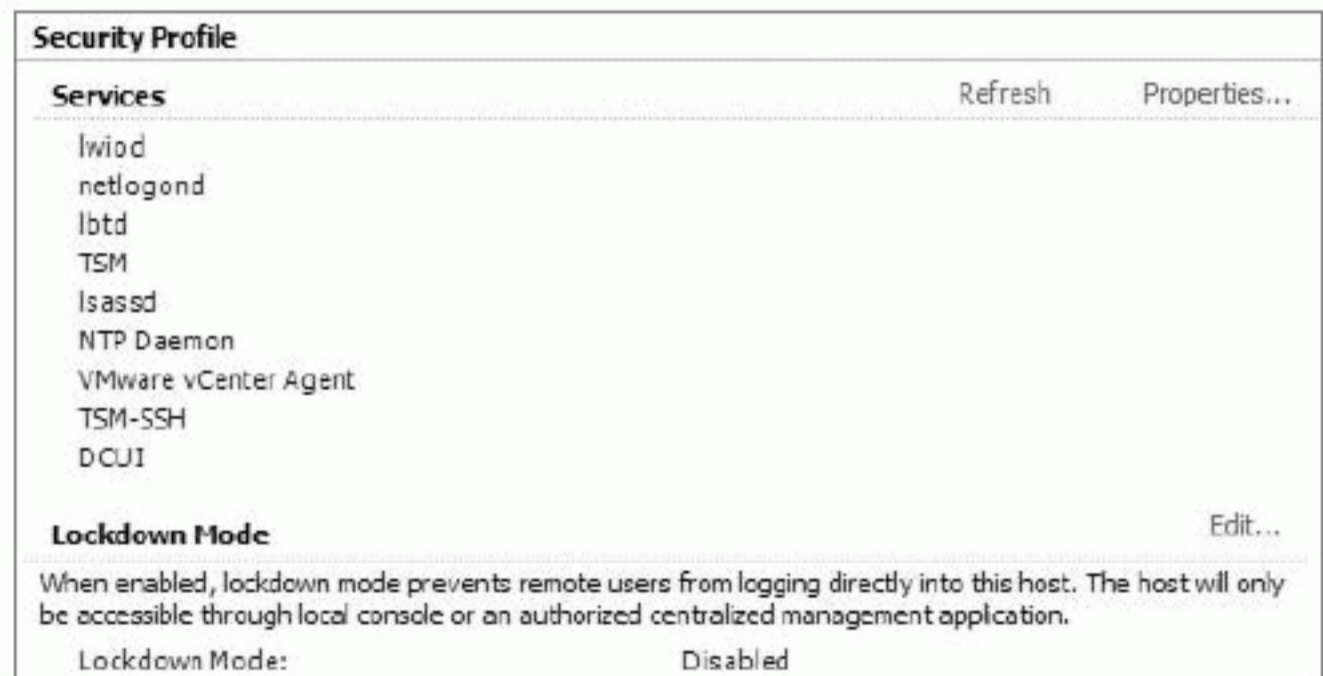 Security Profile
Services Refresh Properties...
lwiod
netlogond
lbtd
TSM
lsassd
NTP Daemon
VMware vCenter Agent
TSM-SSH
DCUI
Lockdown Mode Edit...
When enabled, lockdown mode prevents remote users from logging directly into this host. The host will only
be accessible through local console or an authorized centralized management application.
Lockdown Mode: Disabled